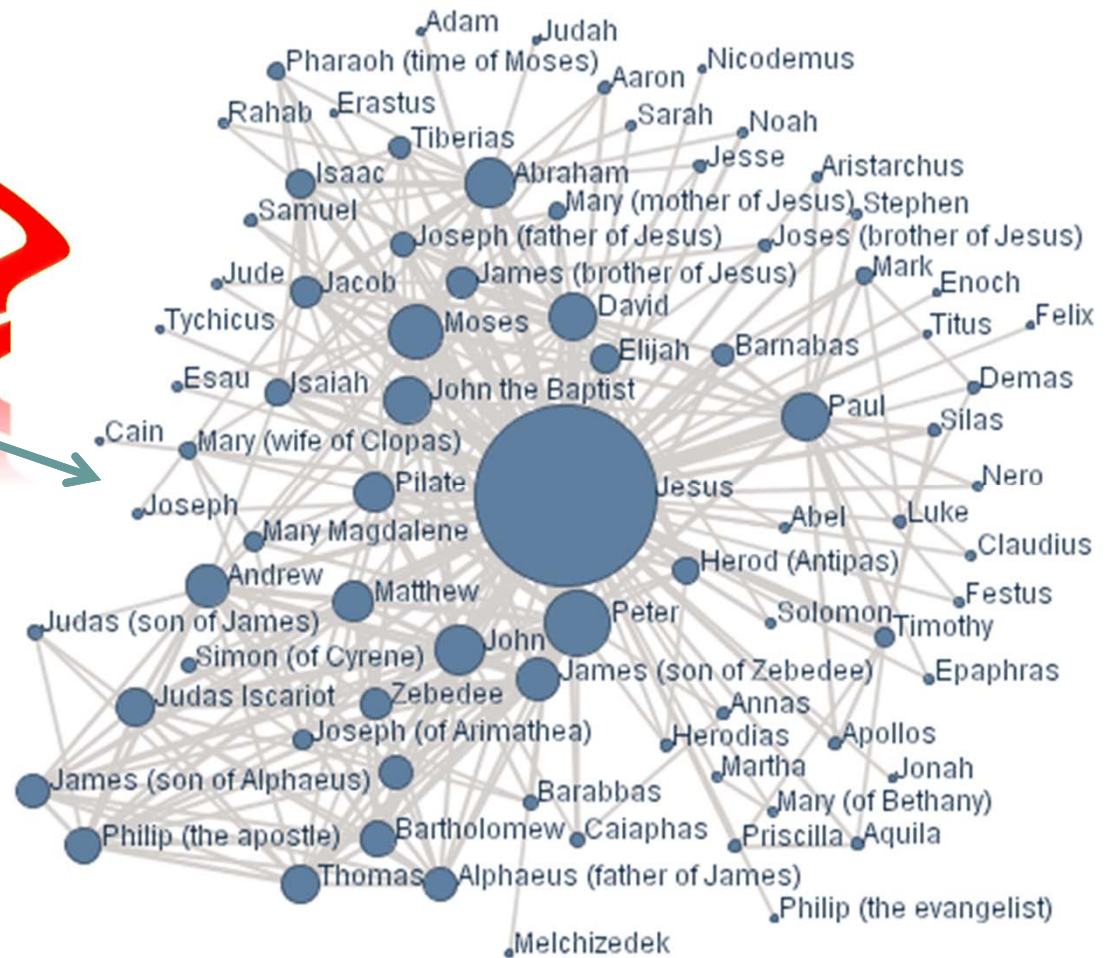 Adam
Judah
Pharaoh (time of Moses)
Nicodemus
Aaron
Rahab
Erastus
Sarah
Noah
Tiberias
Jesse
Aristarchus
Isaac
Abraham
Samuel
Mary (mother of Jesus)
Stephen
Joseph (father of Jesus)
Joses (brother of Jesus)
Jude
Jacob
James (brother of Jesus)
Mark
Enoch
David
Tychicus
Moses
Titus
Felix
Elijah
Barnabas
Esau
Isaiah
John the Baptist
Demas
Paul
Silas
Cain
Mary (wife of Clopas)
Pilate
Jesus
Nero
Joseph
Abel
Luke
Mary Magdalene
Claudius
Herod (Antipas)
Andrew
Matthew
Festus
Judas (son of James)
Peter
Solomon
Timothy
Simon (of Cyrene)
John
James (son of Zebedee)
Epaphras
Judas Iscariot
Zebedee
Annas
Joseph (of Arimathea)
Herodias
Apollos
James (son of Alphaeus)
Martha
Jonah
Barabbas
Mary (of Bethany)
Philip (the apostle)
Bartholomew
Caiaphas
Priscilla
Aquila
Thomas
Alphaeus (father of James)
Philip (the evangelist)
Melchizedek